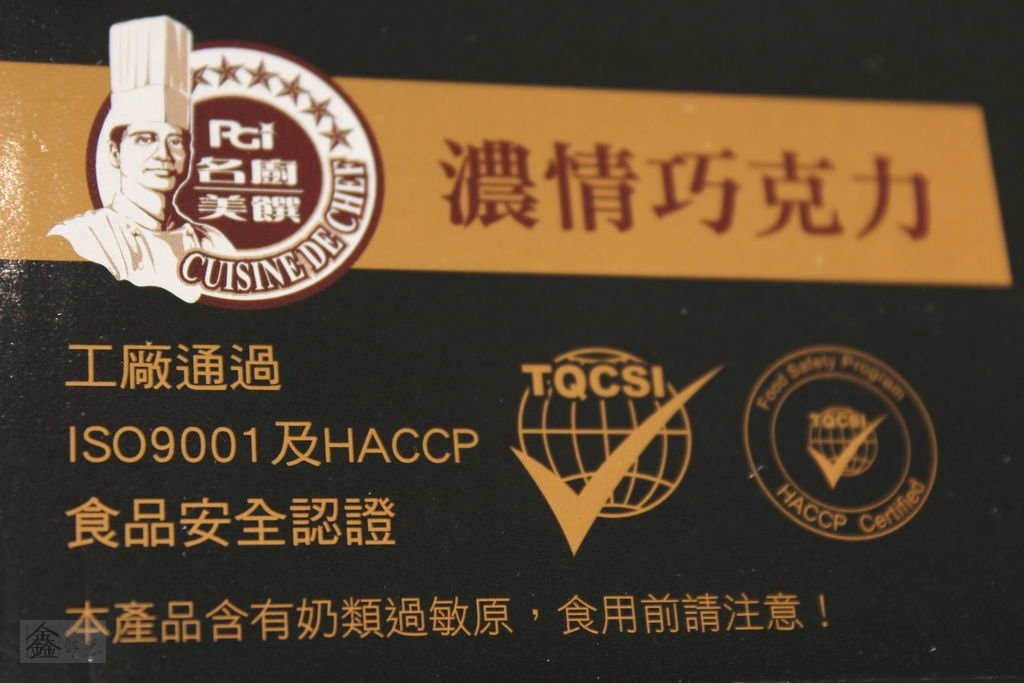 PGI
名廚
美饌
CUISINE DE CHEF
濃情巧克力
工廠通過
ISO9001及HACCP
食品安全認證
TQCSI
Food Safety Program
TQCSI
HACCP Certified
本產品含有奶類過敏原，食用前請注意！
鑫